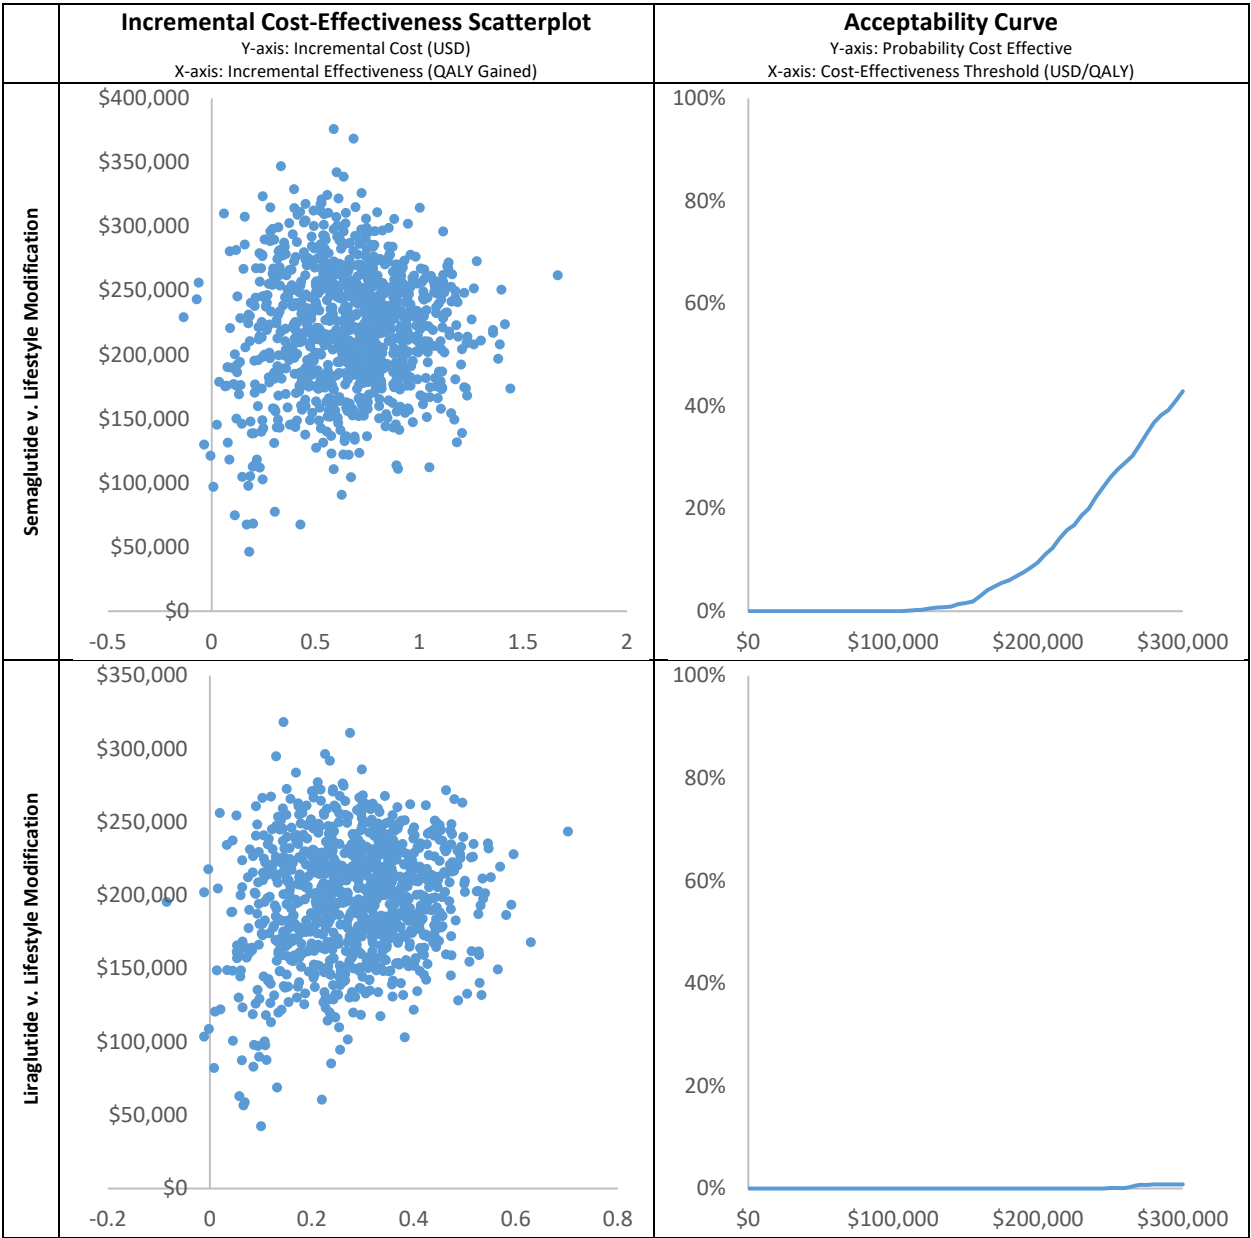 Incremental Cost-Effectiveness Scatterplot
Y-axis: Incremental Cost (USD)
X-axis: Incremental Effectiveness (QALY Gained)
Acceptability Curve
Y-axis: Probability Cost Effective
X-axis: Cost-Effectiveness Threshold (USD/QALY)
Semaglutide v. Lifestyle Modification
$400,000
$350,000
$300,000
$250,000
$200,000
$150,000
$100,000
$50,000
$0
-0.5 0 0.5 1 1.5 2
100%
80%
60%
40%
20%
0%
$0 $100,000 $200,000 $300,000
Liraglutide v. Lifestyle Modification
$350,000
$300,000
$250,000
$200,000
$150,000
$100,000
$50,000
$0
-0.2 0 0.2 0.4 0.6 0.8
100%
80%
60%
40%
20%
0%
$0 $100,000 $200,000 $300,000